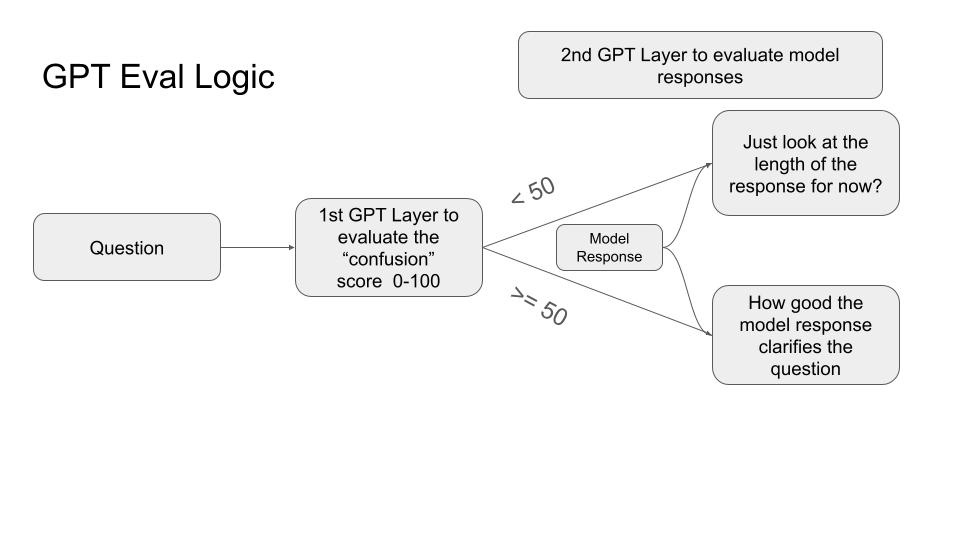 GPT Eval Logic
2nd GPT Layer to evaluate model
responses
Question
1st GPT Layer to
evaluate the
“confusion”
score  0-100
< 50
>= 50
Model
Response
Just look at the
length of the
response for now?
How good the
model response
clarifies the
question